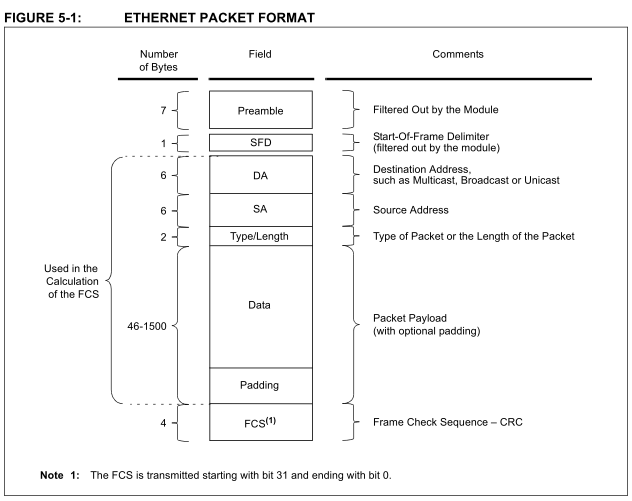 FIGURE 5-1: ETHERNET PACKET FORMAT
Number
of Bytes
Field
Comments
7
Preamble
Filtered Out by the Module
1
SFD
Start-Of-Frame Delimiter
(filtered out by the module)
6
DA
Destination Address,
such as Multicast, Broadcast or Unicast
6
SA
Source Address
2
Type/Length
Type of Packet or the Length of the Packet
Used in the
Calculation
of the FCS
46-1500
Data
Packet Payload
(with optional padding)
Padding
4
FCS(1)
Frame Check Sequence – CRC
Note 1: The FCS is transmitted starting with bit 31 and ending with bit 0.